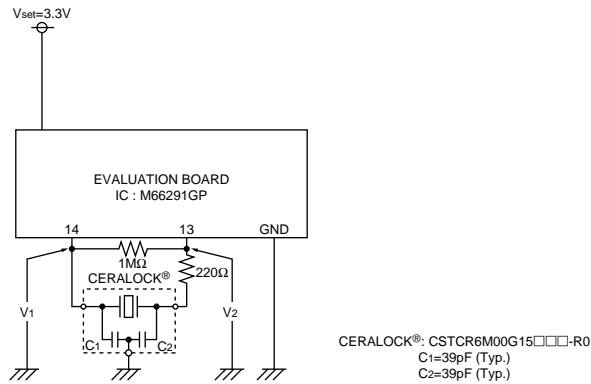 Vset=3.3V
EVALUATION BOARD
IC : M66291GP
14 13 GND
1MΩ
220Ω
CERALOCK®
V1 V2
C1 C2
CERALOCK®: CSTCR6M00G15□□□-R0
C1=39pF (Typ.)
C2=39pF (Typ.)